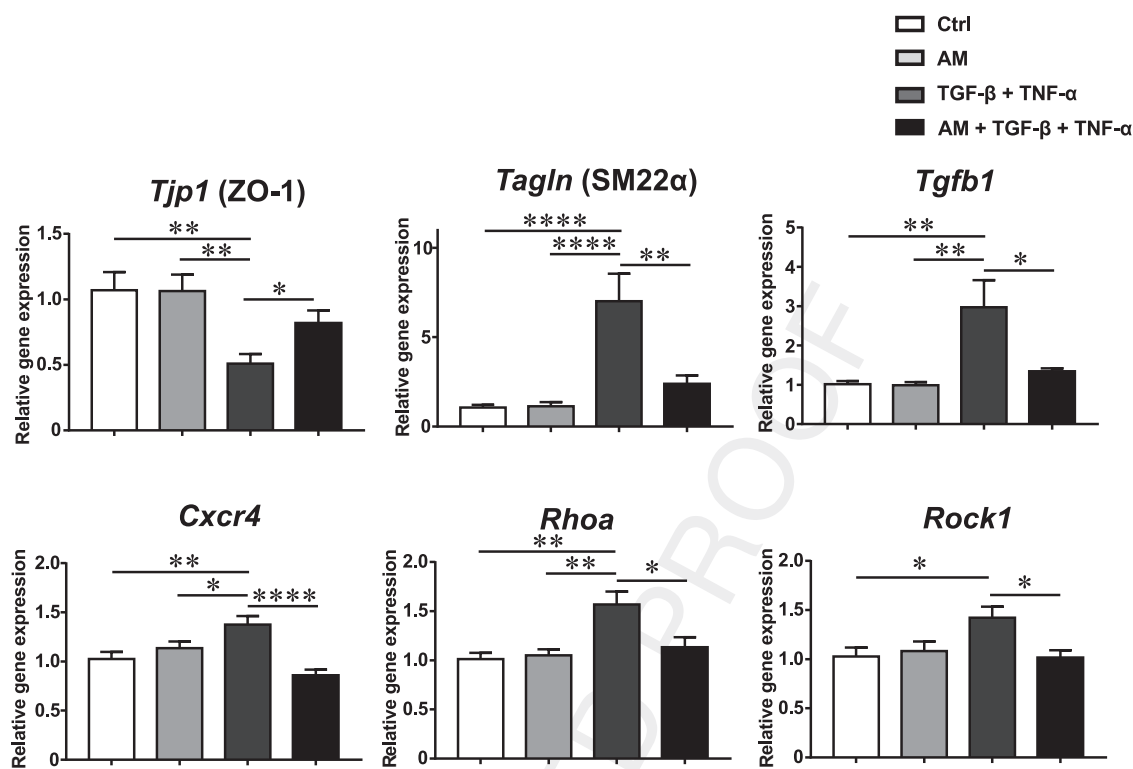 Ctrl
AM
TGF-β + TNF-α
AM + TGF-β + TNF-α
Tjp1 (ZO-1)
Relative gene expression
1.5
1.0
0.5
0
**
**
*
Tagln (SM22α)
Relative gene expression
10
5
0
****
****
**
Tgfb1
Relative gene expression
5
4
3
2
1
0
**
**
*
Cxcr4
Relative gene expression
2.0
1.5
1.0
0.5
0
**
*
****
Rhoa
Relative gene expression
2.0
1.5
1.0
0.5
0
**
**
*
Rock1
Relative gene expression
2.0
1.5
1.0
0.5
0
*
*
PROOF